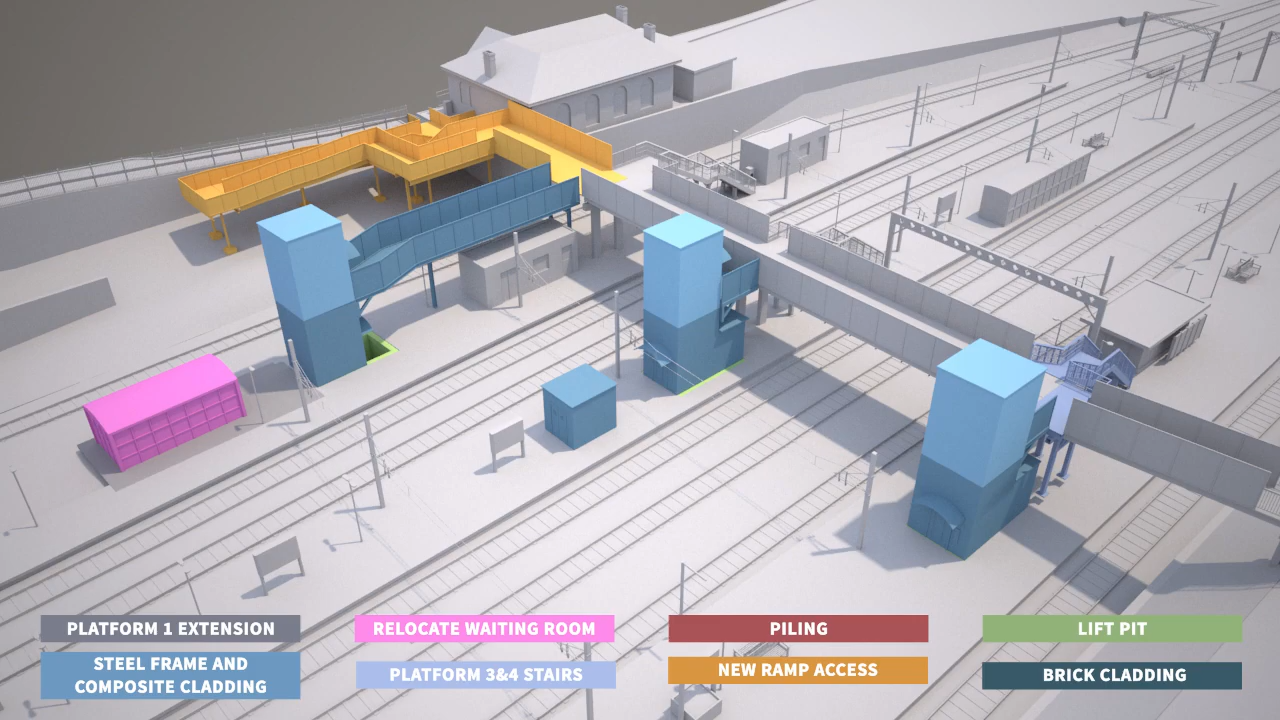 PLATFORM 1 EXTENSION
RELOCATE WAITING ROOM
PILING
LIFT PIT
STEEL FRAME AND
COMPOSITE CLADDING
PLATFORM 3&4 STAIRS
NEW RAMP ACCESS
BRICK CLADDING